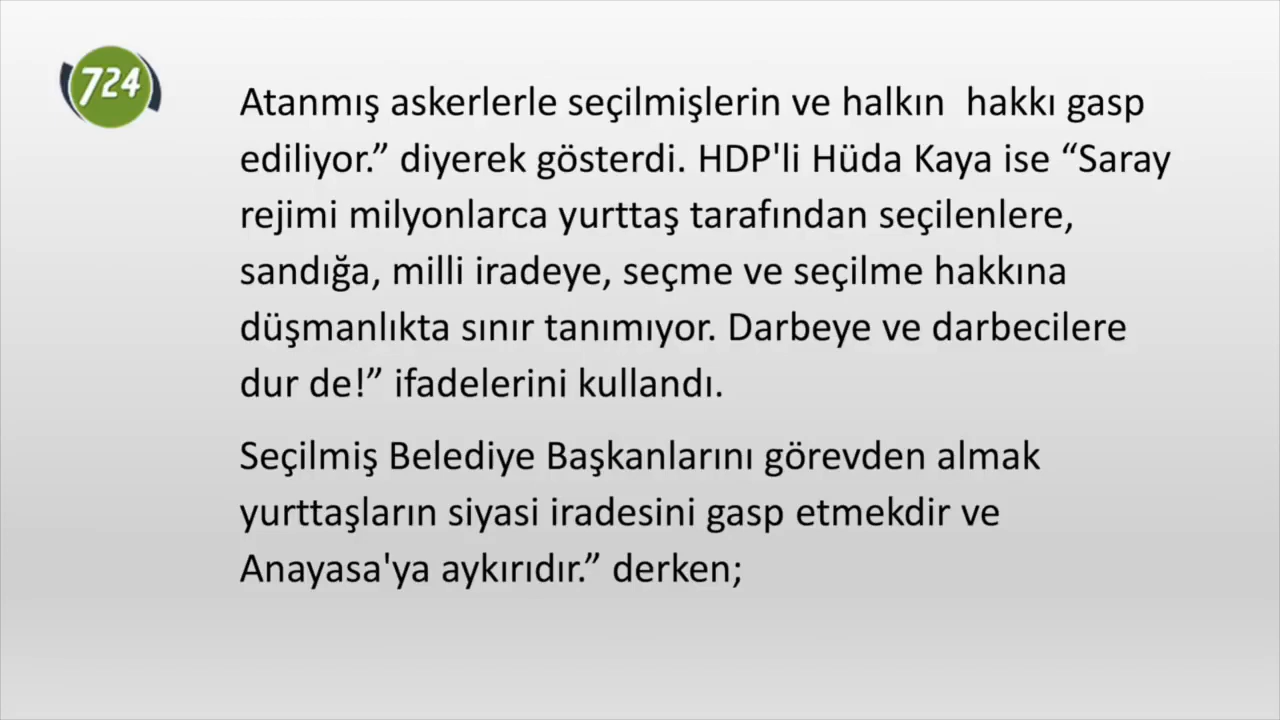 724
Atanmış askerlerle seçilmişlerin ve halkın  hakkı gasp
ediliyor.” diyerek gösterdi. HDP'li Hüda Kaya ise “Saray
rejimi milyonlarca yurttaş tarafından seçilenlere,
sandığa, milli iradeye, seçme ve seçilme hakkına
düşmanlıkta sınır tanımıyor. Darbeye ve darbecilere
dur de!” ifadelerini kullandı.
Seçilmiş Belediye Başkanlarını görevden almak
yurttaşların siyasi iradesini gasp etmekdir ve
Anayasa'ya aykırıdır.” derken;